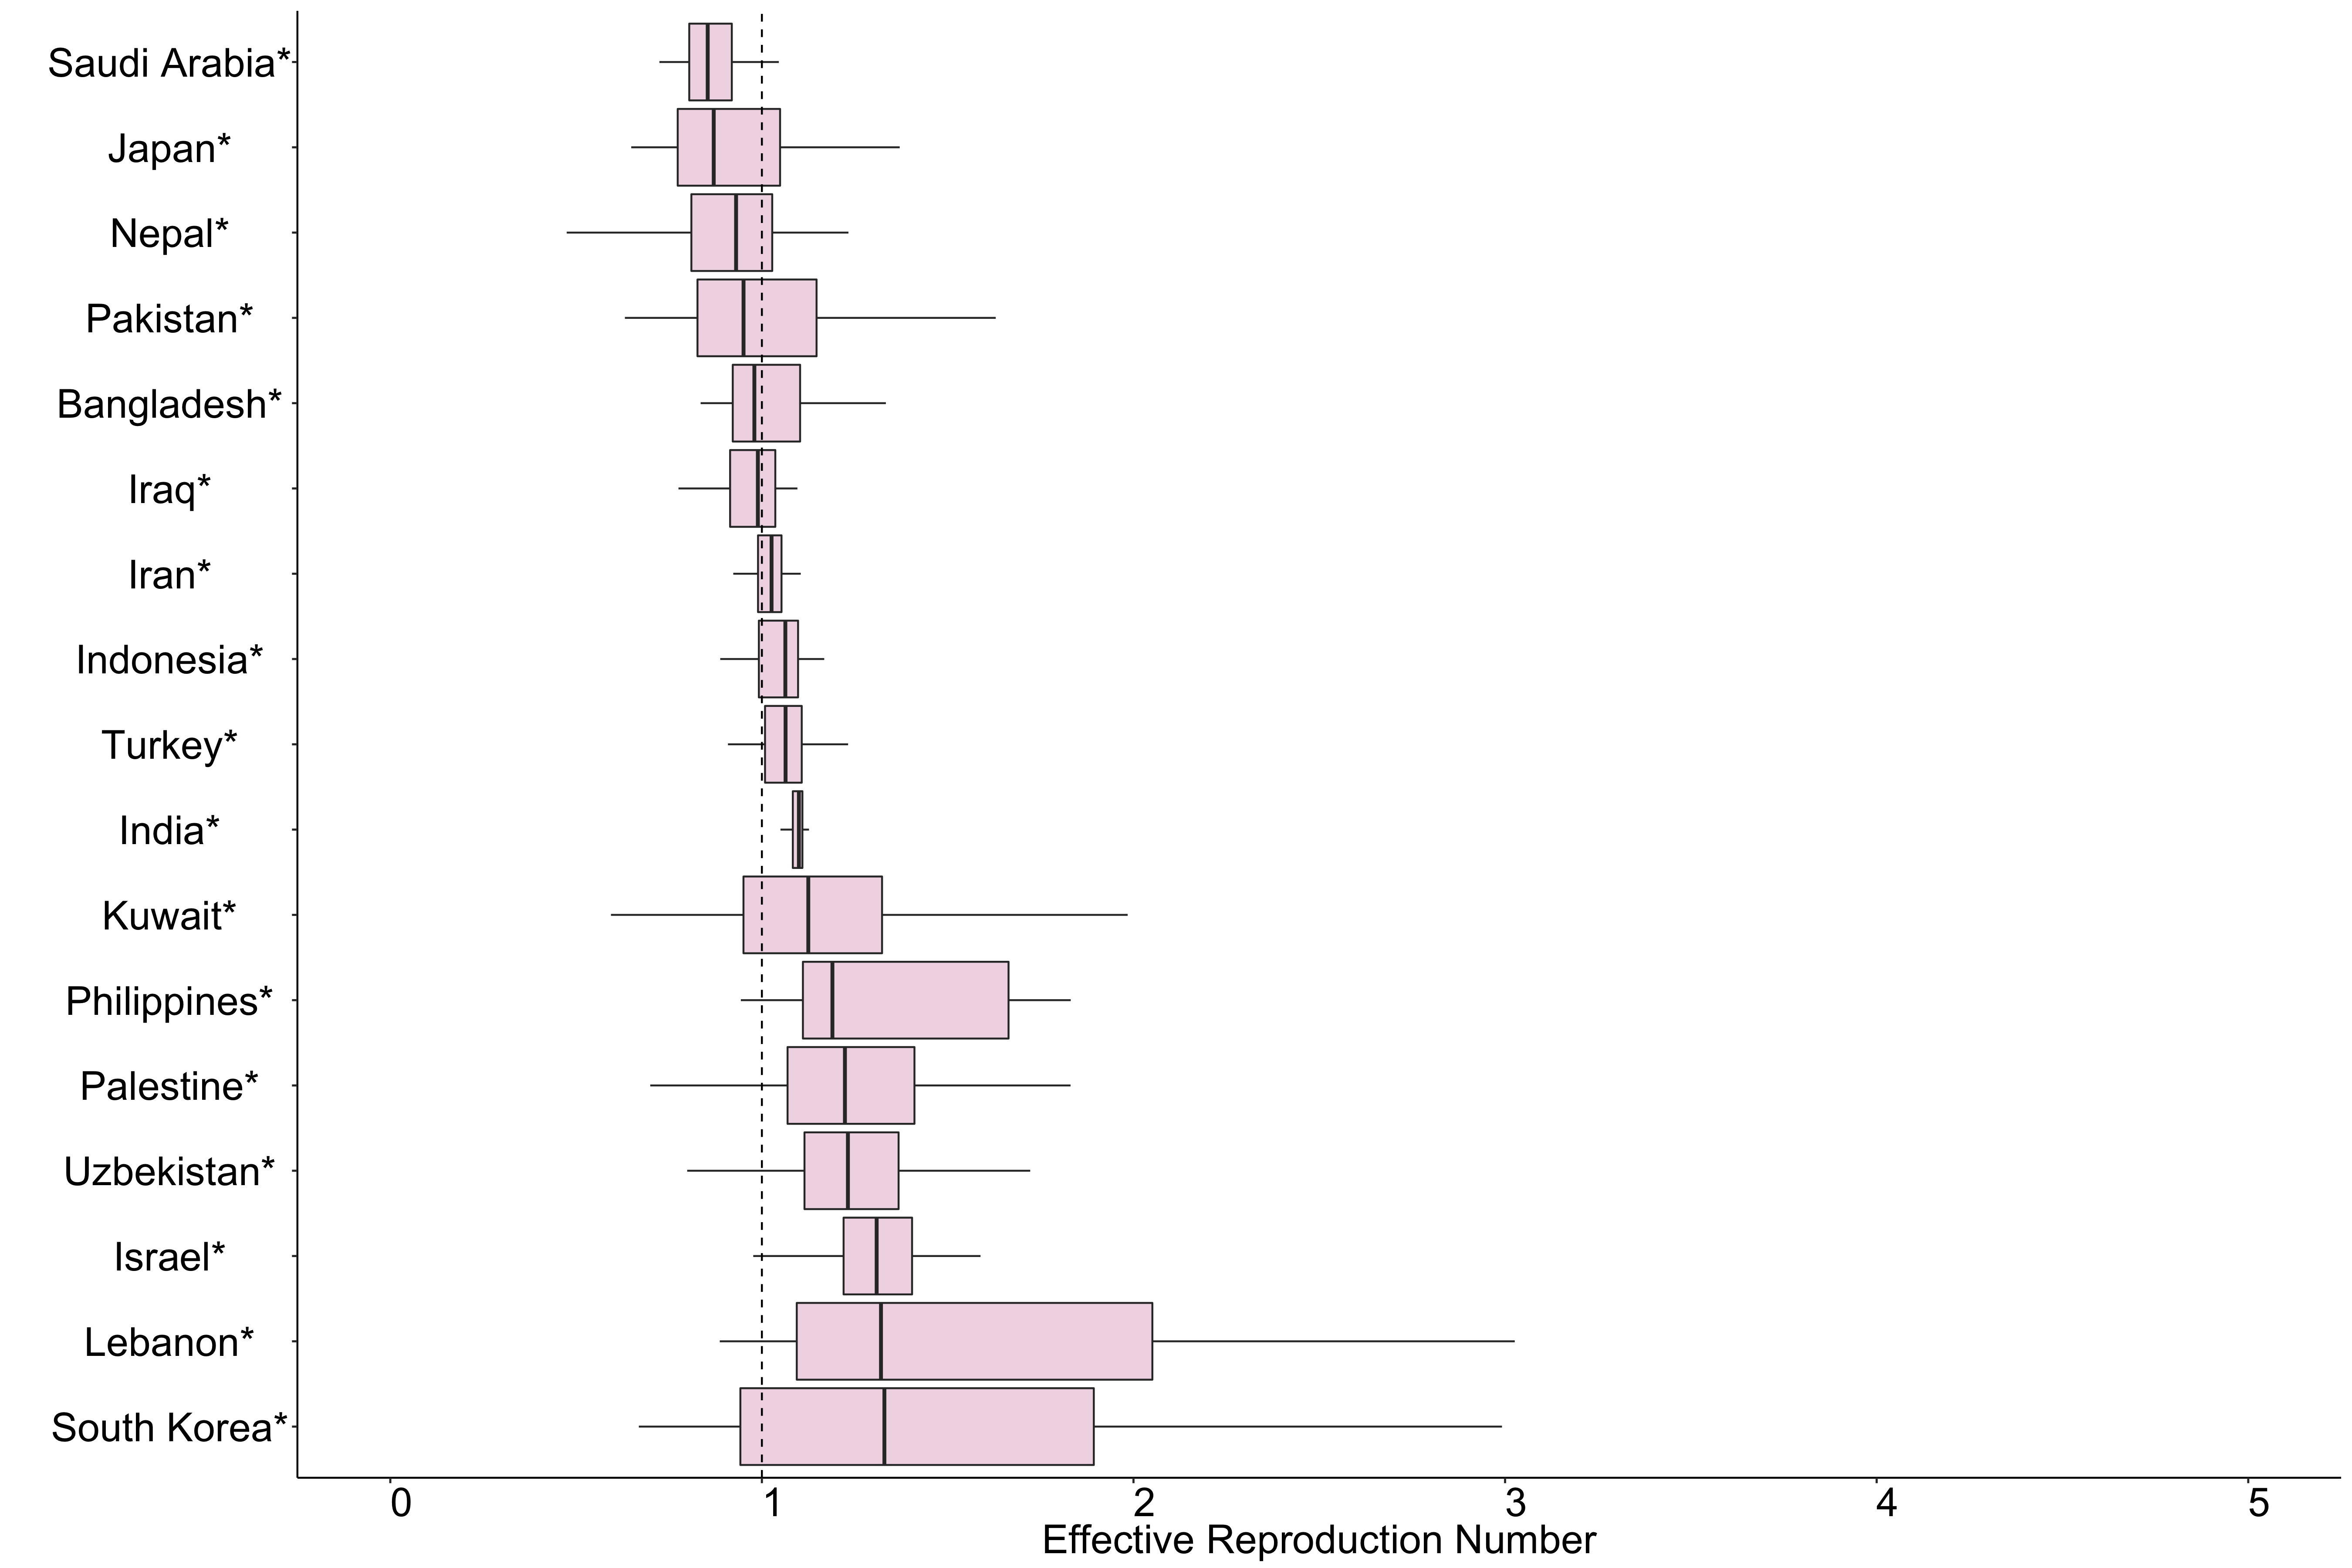 Saudi Arabia*
Japan*
Nepal*
Pakistan*
Bangladesh*
Iraq*
Iran*
Indonesia*
Turkey*
India*
Kuwait*
Philippines*
Palestine*
Uzbekistan*
Israel*
Lebanon*
South Korea*
0 1 2 3 4 5
Effective Reproduction Number